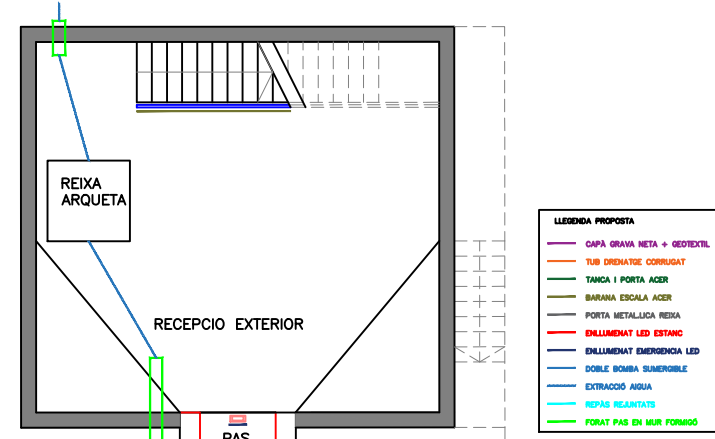 REIXA
ARQUETA
RECEPCIO EXTERIOR
PAS
LLEGENDA PROPOSTA
CAPÀ GRAVA NETA + GEOTEXTIL
TUB DRENATGE CORRUGAT
TANCA I PORTA ACER
BARANA ESCALA ACER
PORTA METAL.LICA REIXA
ENLLUMENAT LED ESTANC
ENLLUMENAT EMERGENCIA LED
DOBLE BOMBA SUMERGIBLE
EXTRACCIÓ AIGUA
REPÀS REJUNTATS
FORAT PAS EN MUR FORMIGÓ